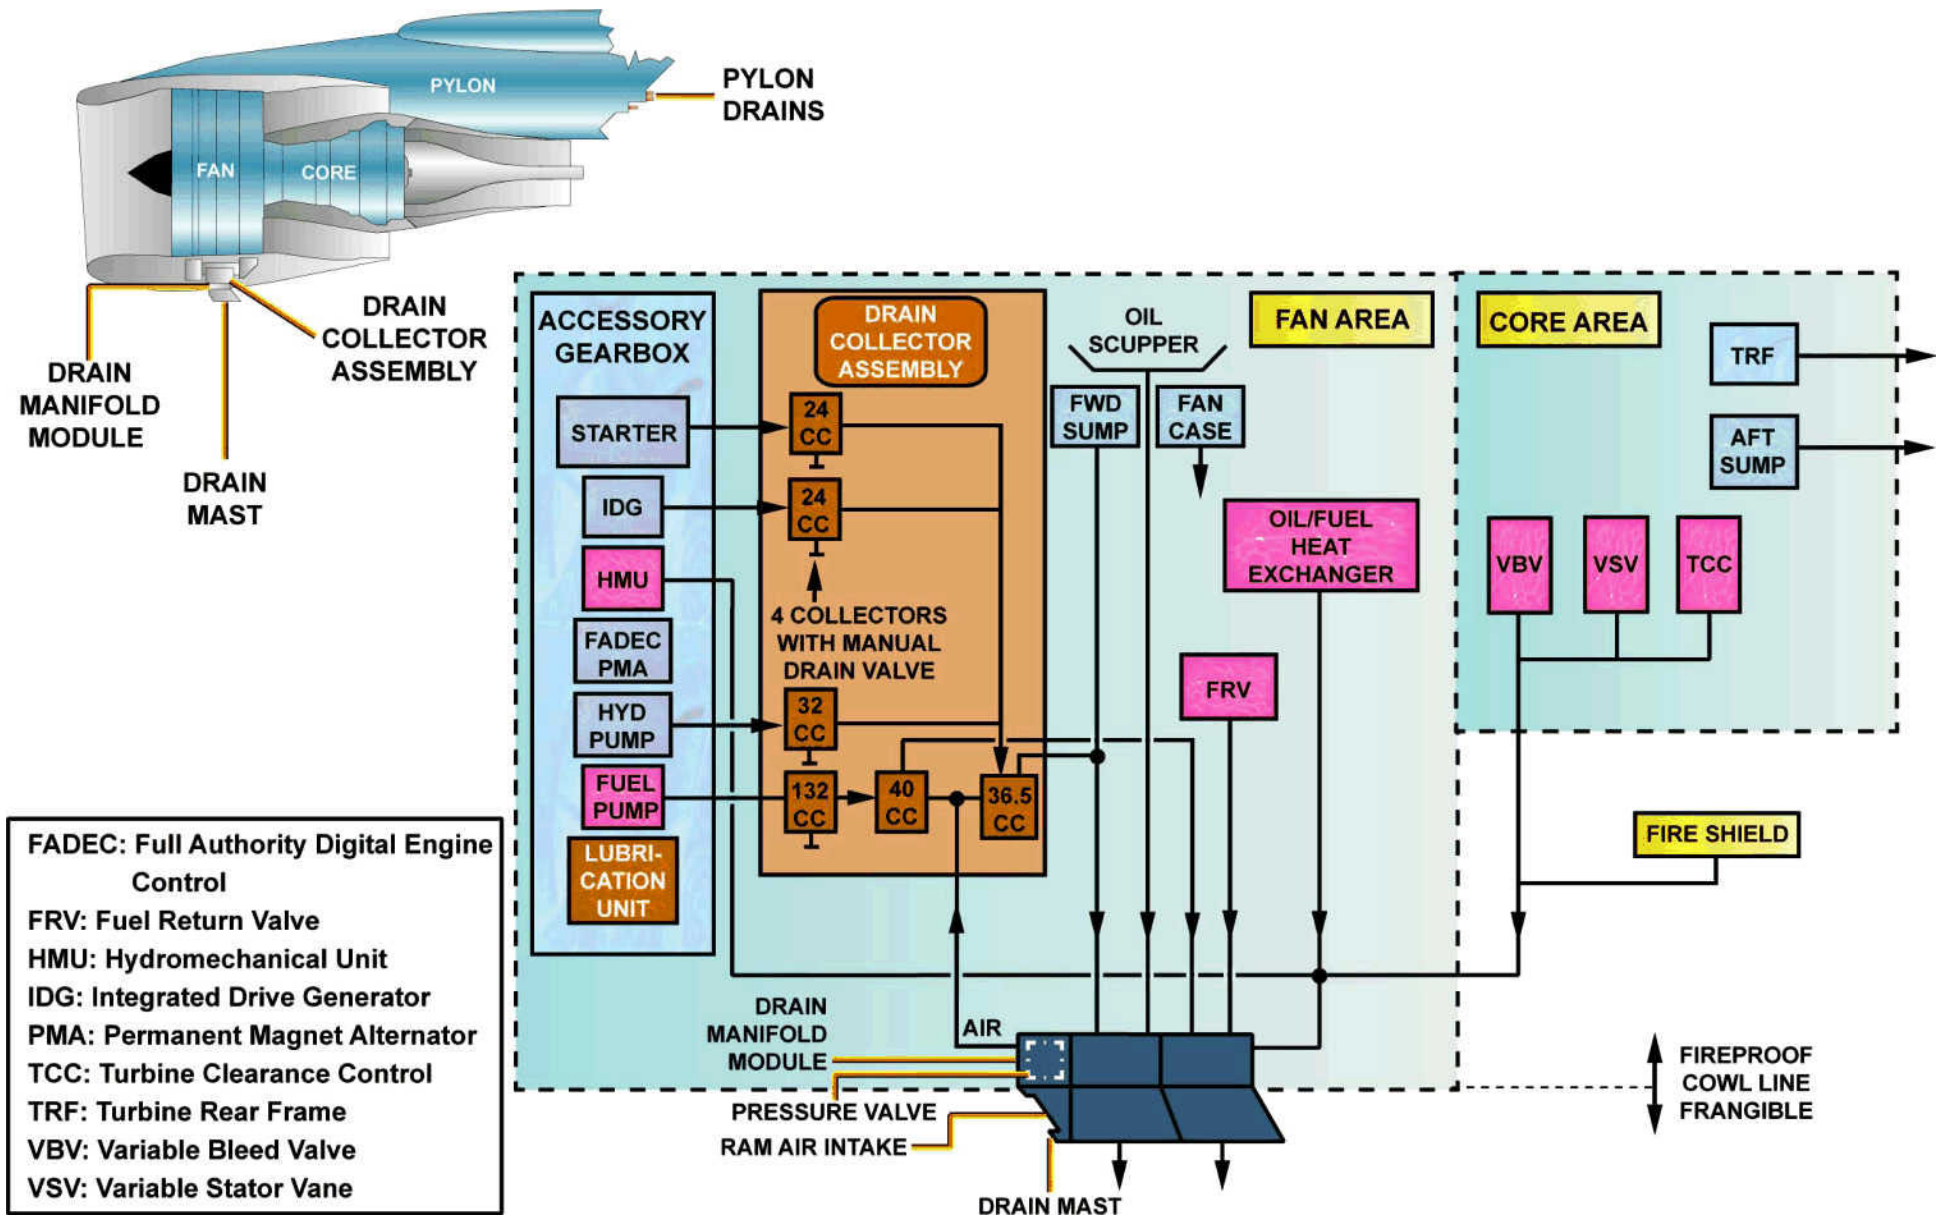 PYLON
PYLON
DRAINS
FAN
CORE
DRAIN
COLLECTOR
ASSEMBLY
DRAIN
MANIFOLD
MODULE
DRAIN
MAST
ACCESSORY
GEARBOX
STARTER
IDG
HMU
FADEC
PMA
HYD
PUMP
FUEL
PUMP
LUBRI-
CATION
UNIT
DRAIN
COLLECTOR
ASSEMBLY
24
CC
24
CC
4 COLLECTORS
WITH MANUAL
DRAIN VALVE
32
CC
132
CC
40
CC
36.5
CC
OIL
SCUPPER
FWD
SUMP
FAN
CASE
FAN AREA
OIL/FUEL
HEAT
EXCHANGER
FRV
CORE AREA
TRF
AFT
SUMP
VBV
VSV
TCC
FIRE SHIELD
DRAIN
MANIFOLD
MODULE
AIR
PRESSURE VALVE
RAM AIR INTAKE
DRAIN MAST
FIREPROOF
COWL LINE
FRANGIBLE
FADEC: Full Authority Digital Engine
Control
FRV: Fuel Return Valve
HMU: Hydromechanical Unit
IDG: Integrated Drive Generator
PMA: Permanent Magnet Alternator
TCC: Turbine Clearance Control
TRF: Turbine Rear Frame
VBV: Variable Bleed Valve
VSV: Variable Stator Vane